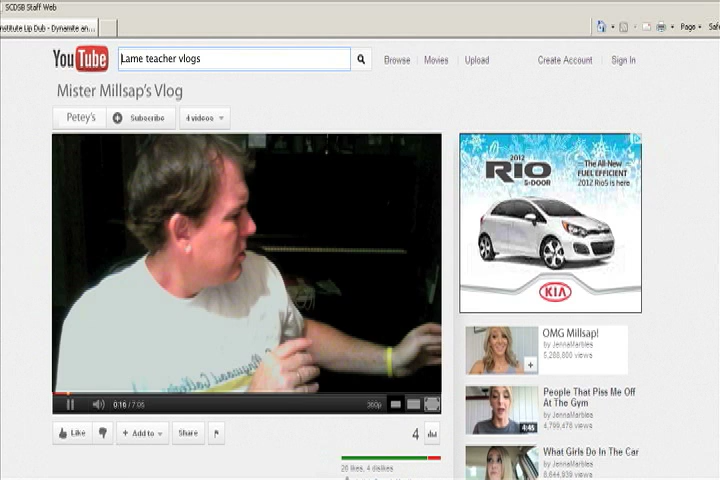 SCDSB Staff Web
nstitute Lip Dub - Dynamite an...
Page
Safe
YouTube
Lame teacher vlogs
Browse
Movies
Upload
Create Account
Sign In
Mister Millsap's Vlog
Petey's
Subscribe
4 videos
2012
RIO
5-DOOR
The All-New
FUEL EFFICIENT
2012 Rio5 is here
KIA
OMG Millsap!
by JennaMarbles
5,288,800 views
People That Piss Me Off
At The Gym
by JennaMarbles
4,799,476 views
4:45
What Girls Do In The Car
by JennaMarbles
8,644,939 views
0:16 / 7:05
360p
Like
Add to
Share
4
26 likes, 4 dislikes